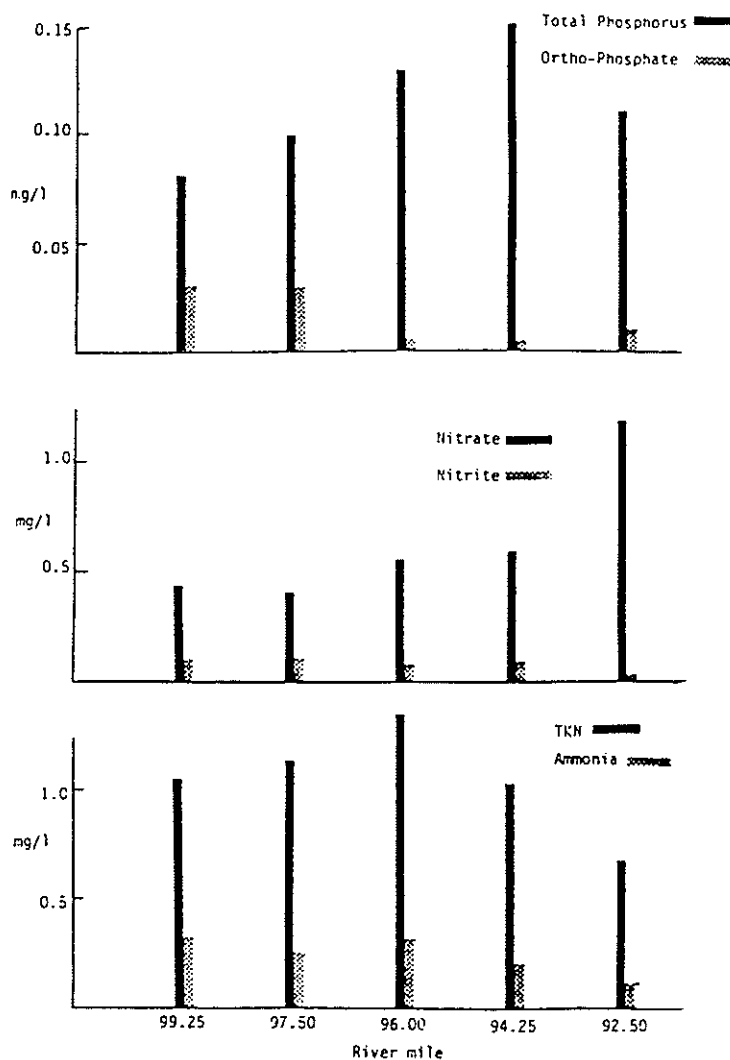 0.15
Total Phosphorus
Ortho-Phosphate
0.10
mg/l
0.05
1.0
Nitrate
Nitrite
mg/l
0.5
TKN
Ammonia
1.0
mg/l
0.5
99.25 97.50 96.00 94.25 92.50
River mile